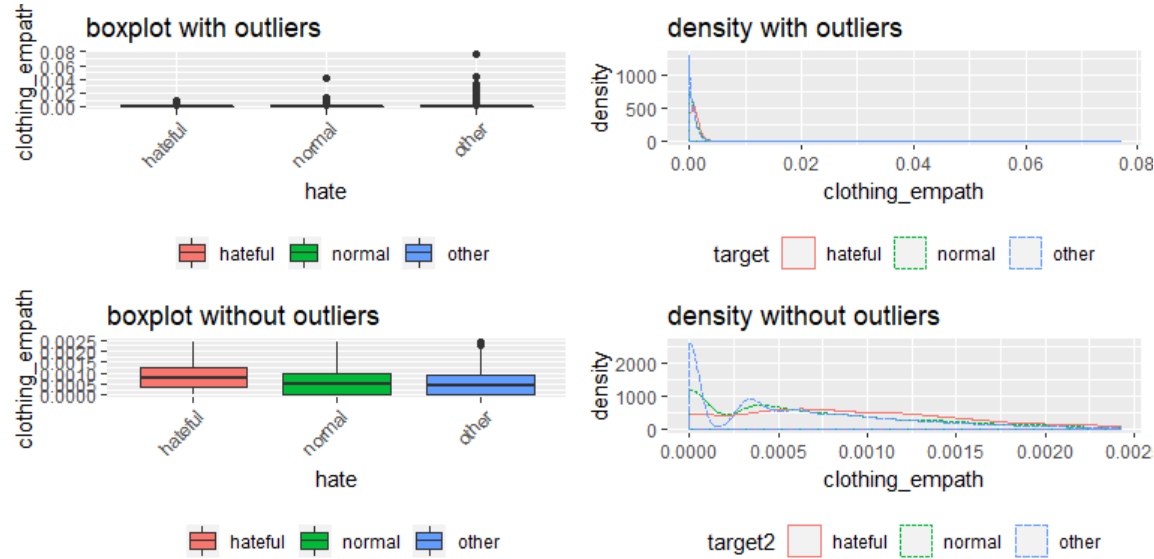 boxplot with outliers
clothing_empath
0.08
0.06
0.04
0.02
0.00
hateful
normal
other
hate
hateful normal other
density with outliers
density
1000
500
0
0.00 0.02 0.04 0.06 0.08
clothing_empath
target hateful normal other
boxplot without outliers
clothing_empath
0.0025
0.0020
0.0015
0.0010
0.0005
0.0000
hateful
normal
other
hate
hateful normal other
density without outliers
density
2000
1000
0
0.0000 0.0005 0.0010 0.0015 0.0020 0.002
clothing_empath
target2 hateful normal other